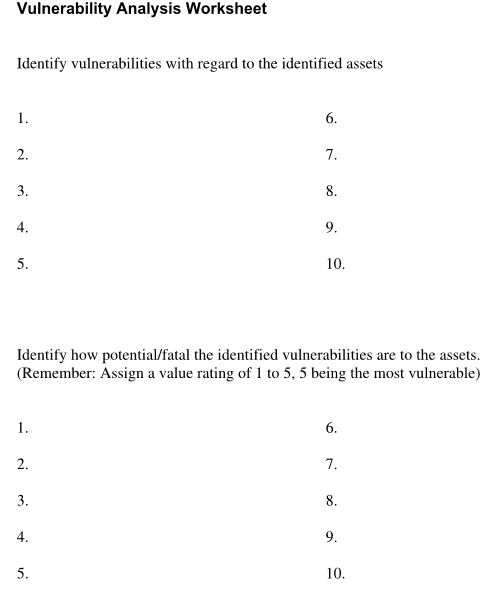 Vulnerability Analysis Worksheet
Identify vulnerabilities with regard to the identified assets
1. 6.
2. 7.
3. 8.
4. 9.
5. 10.
Identify how potential/fatal the identified vulnerabilities are to the assets.
(Remember: Assign a value rating of 1 to 5, 5 being the most vulnerable)
1. 6.
2. 7.
3. 8.
4. 9.
5. 10.